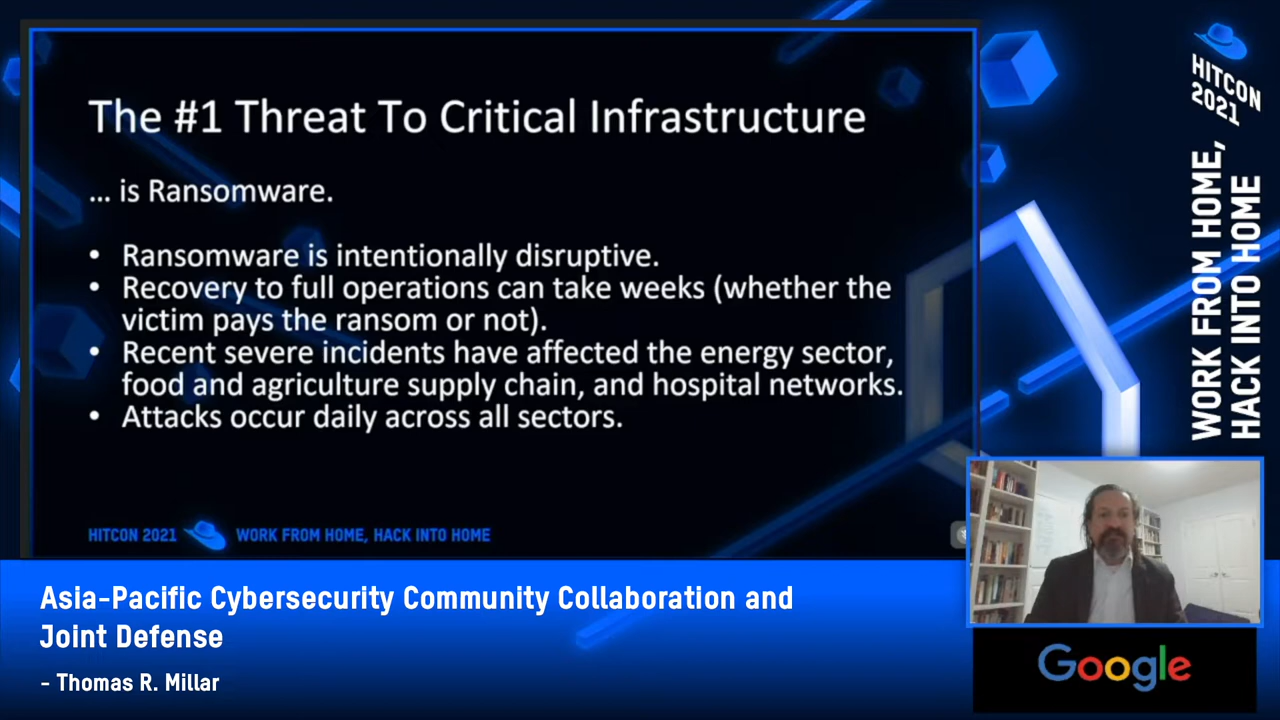 The #1 Threat To Critical Infrastructure
... is Ransomware.
• Ransomware is intentionally disruptive.
• Recovery to full operations can take weeks (whether the
victim pays the ransom or not).
• Recent severe incidents have affected the energy sector,
food and agriculture supply chain, and hospital networks.
• Attacks occur daily across all sectors.
HITCON 2021 WORK FROM HOME, HACK INTO HOME
HITCON
2021
WORK FROM HOME,
HACK INTO HOME
Asia-Pacific Cybersecurity Community Collaboration and
Joint Defense
- Thomas R. Millar
Google